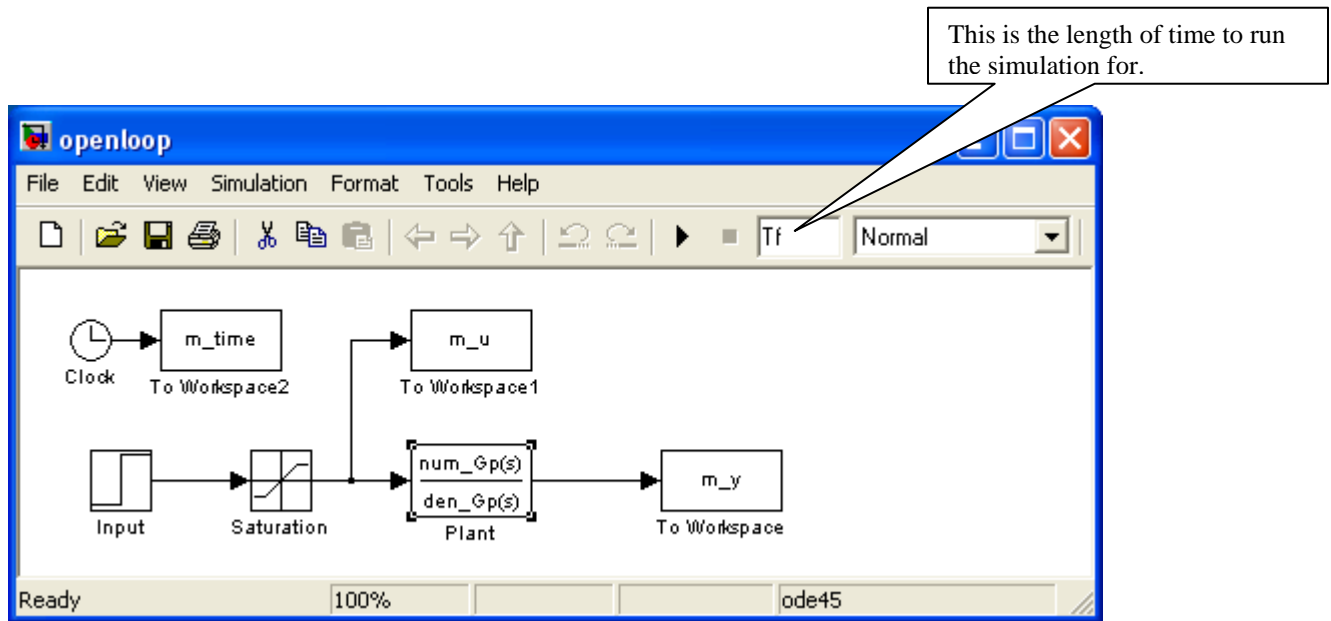 This is the length of time to run
the simulation for.
openloop
File Edit View Simulation Format Tools Help
Tf Normal
m_time
m_u
Clock
To Workspace2
To Workspace1
num_Gp(s)
den_Gp(s)
m_y
Input
Saturation
Plant
To Workspace
Ready 100% ode45